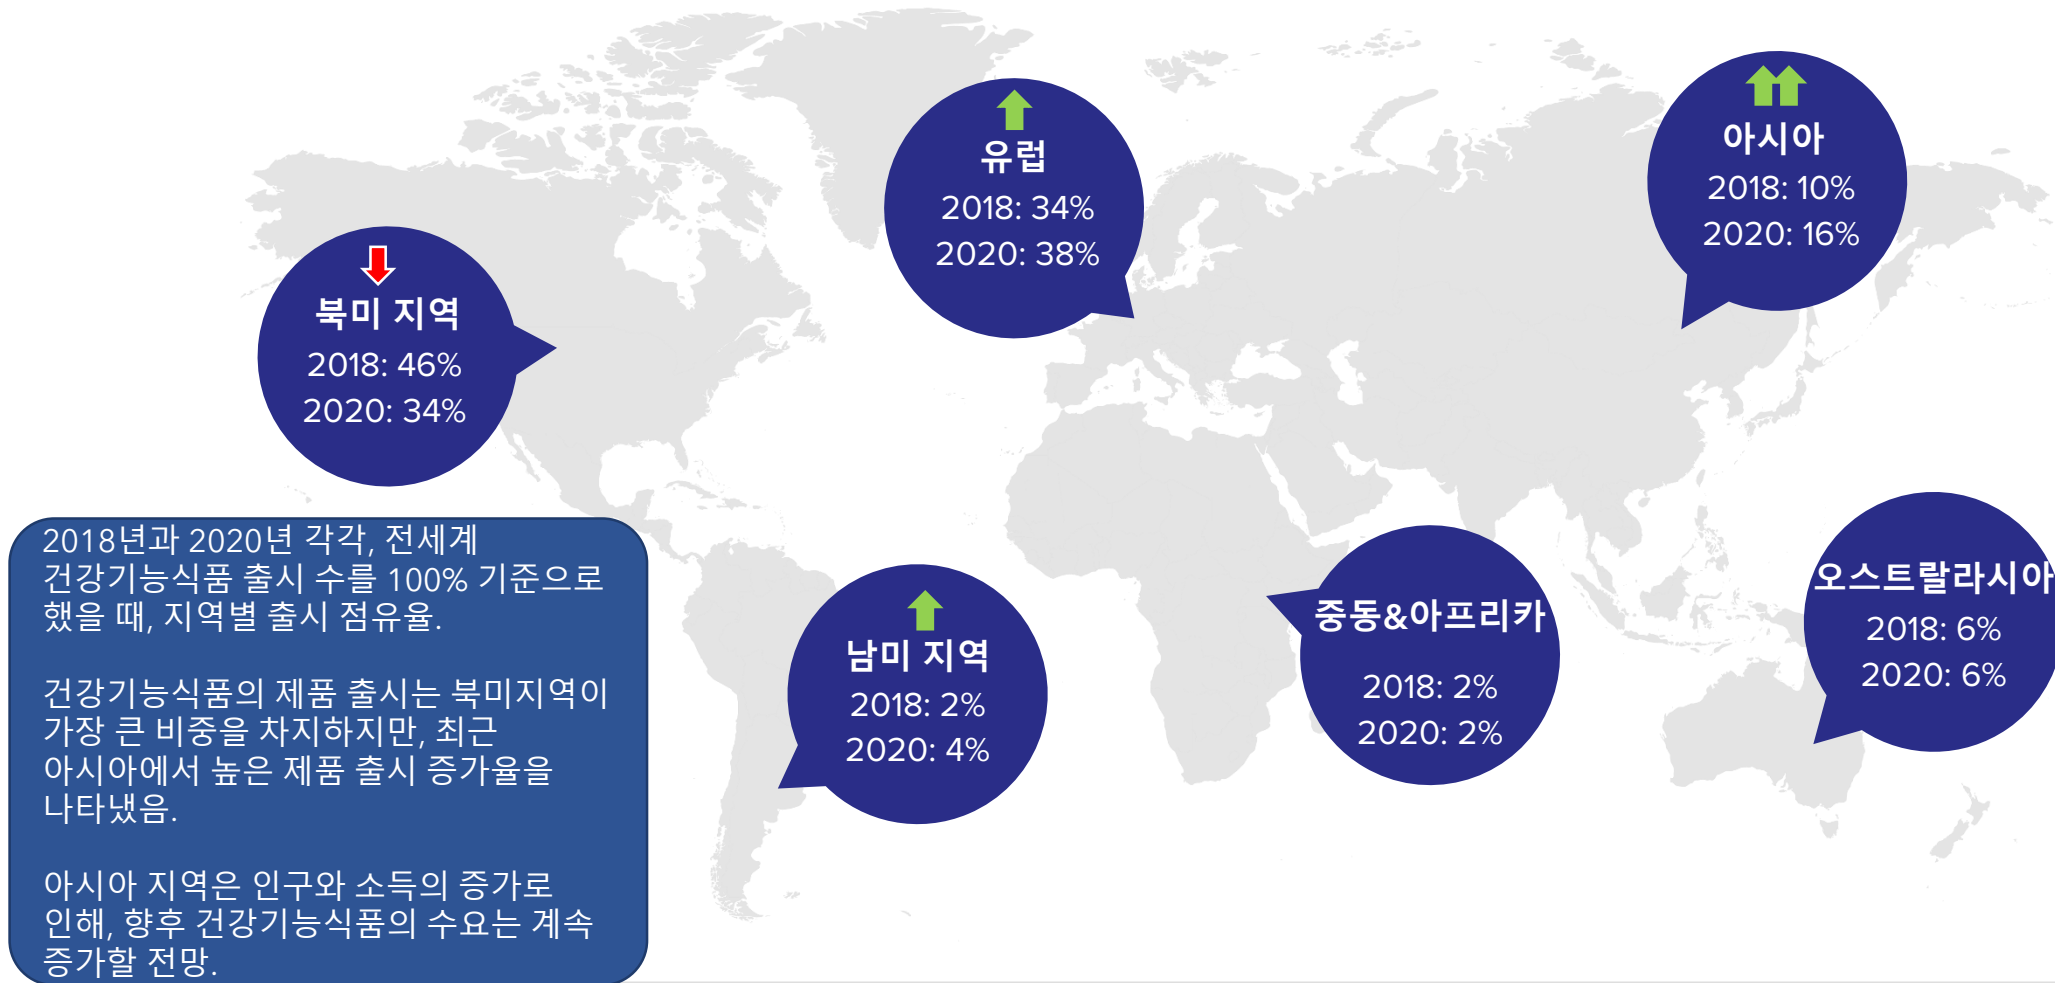 유럽
2018: 34%
2020: 38%
아시아
2018: 10%
2020: 16%
북미 지역
2018: 46%
2020: 34%
2018년과 2020년 각각, 전세계
건강기능식품 출시 수를 100% 기준으로
했을 때, 지역별 출시 점유율.
건강기능식품의 제품 출시는 북미지역이
가장 큰 비중을 차지하지만, 최근
아시아에서 높은 제품 출시 증가율을
나타냈음.
아시아 지역은 인구와 소득의 증가로
인해, 향후 건강기능식품의 수요는 계속
증가할 전망.
남미 지역
2018: 2%
2020: 4%
중동&아프리카
2018: 2%
2020: 2%
오스트랄라시아
2018: 6%
2020: 6%